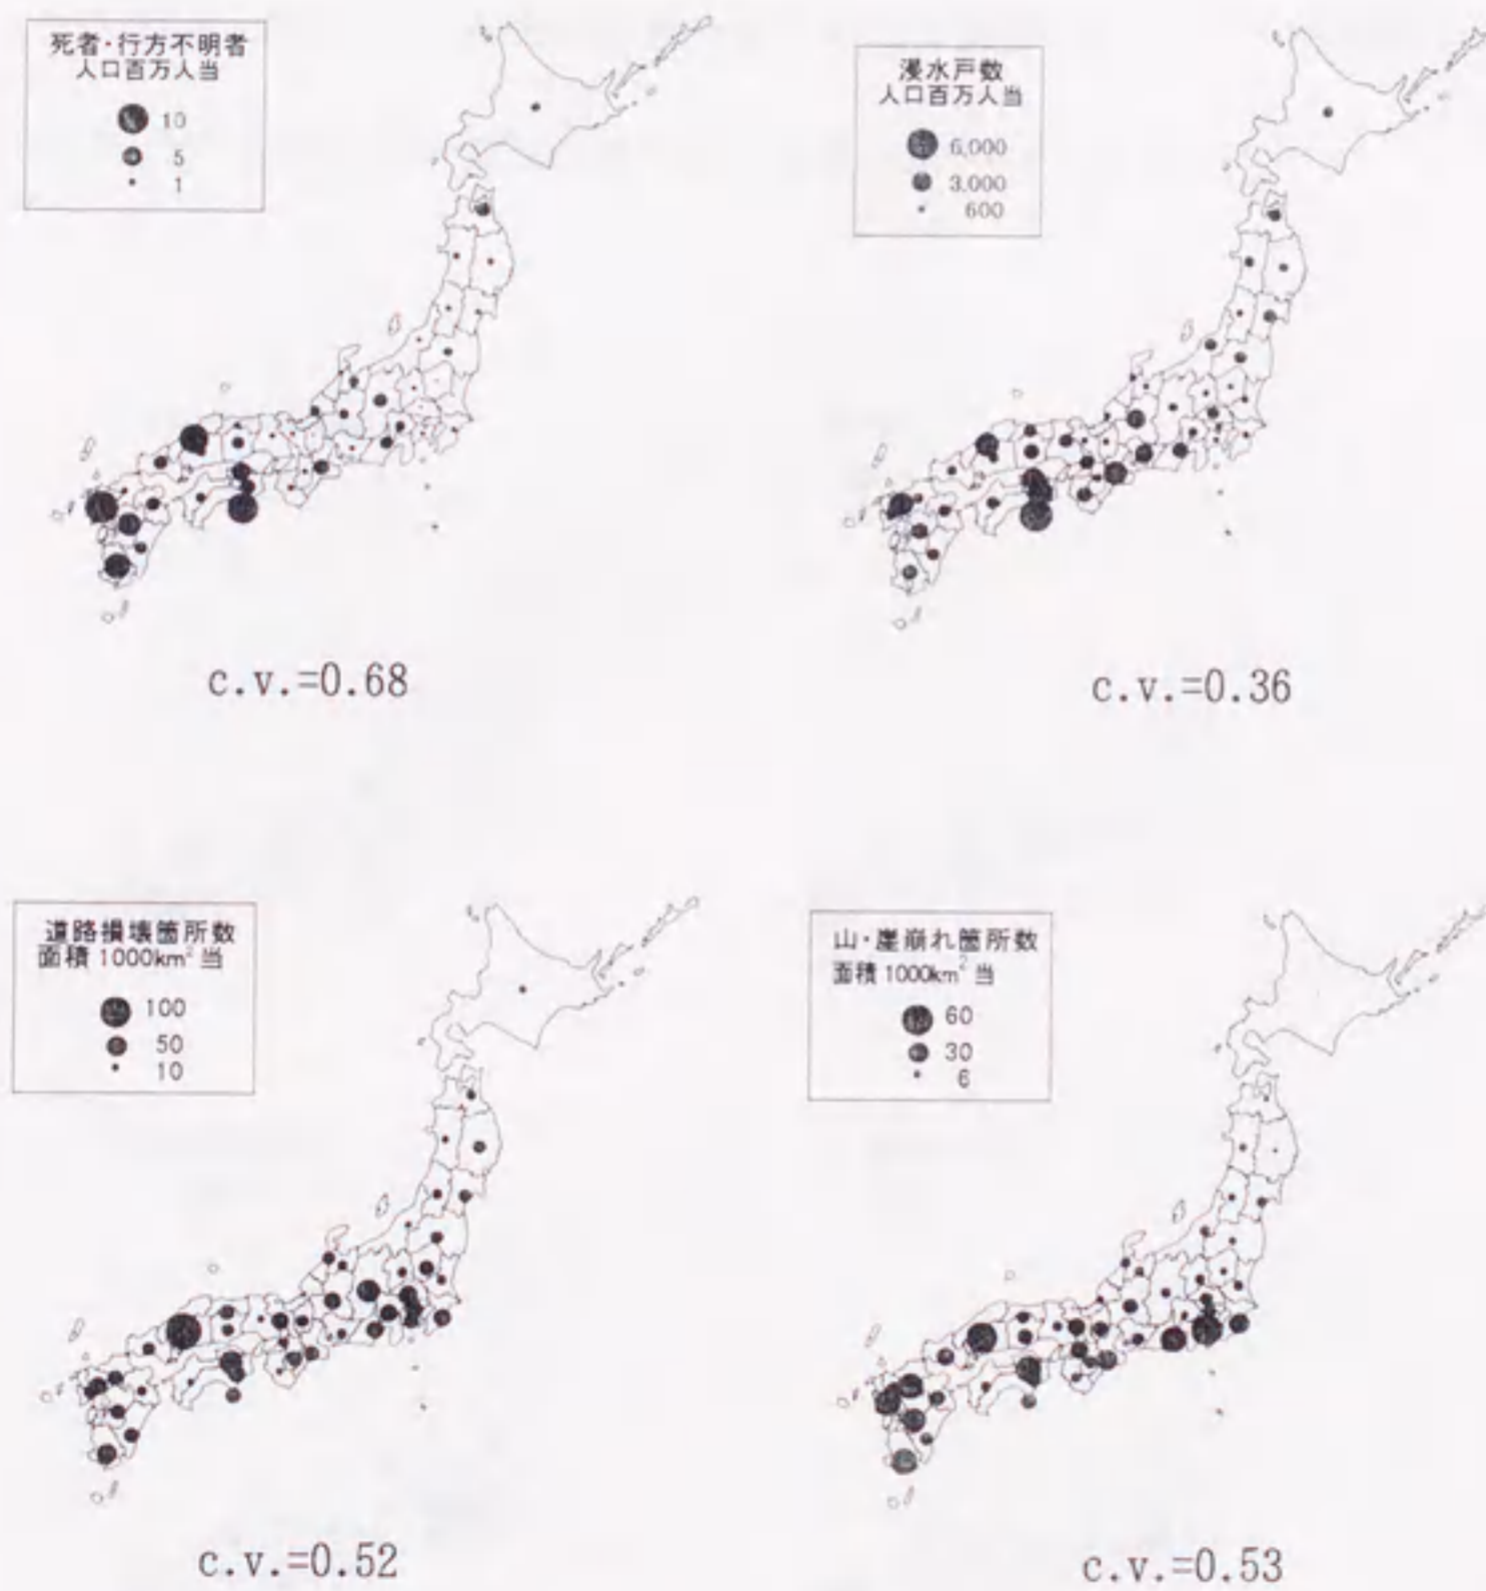 死者・行方不明者
人口百万人当
10
5
1
c.v.=0.68
浸水戸数
人口百万人当
6,000
3,000
600
c.v.=0.36
道路損壊箇所数
面積 1000km² 当
100
50
10
c.v.=0.52
山・崖崩れ箇所数
面積 1000km² 当
60
30
6
c.v.=0.53